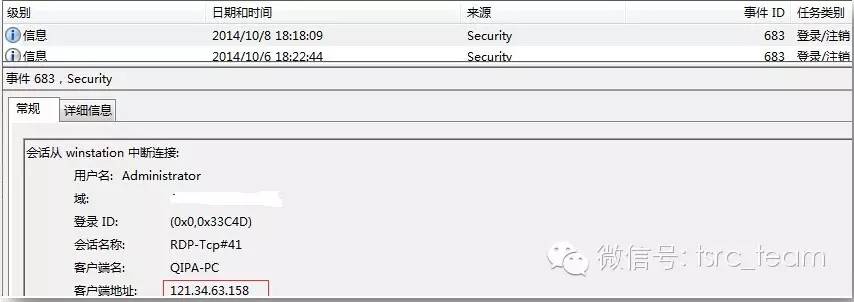 级别 日期和时间 来源 事件 ID 任务类别
信息 2014/10/8 18:18:09 Security 683 登录/注销
信息 2014/10/6 18:22:44 Security 683 登录/注销
事件 683，Security
常规 详细信息
会话从 winstation 中断连接:
用户名: Administrator
域:
登录 ID: (0x0,0x33C4D)
会话名称: RDP-Tcp#41
客户端名: QIPA-PC
客户端地址: 121.34.63.158
微信号: tsrc_team